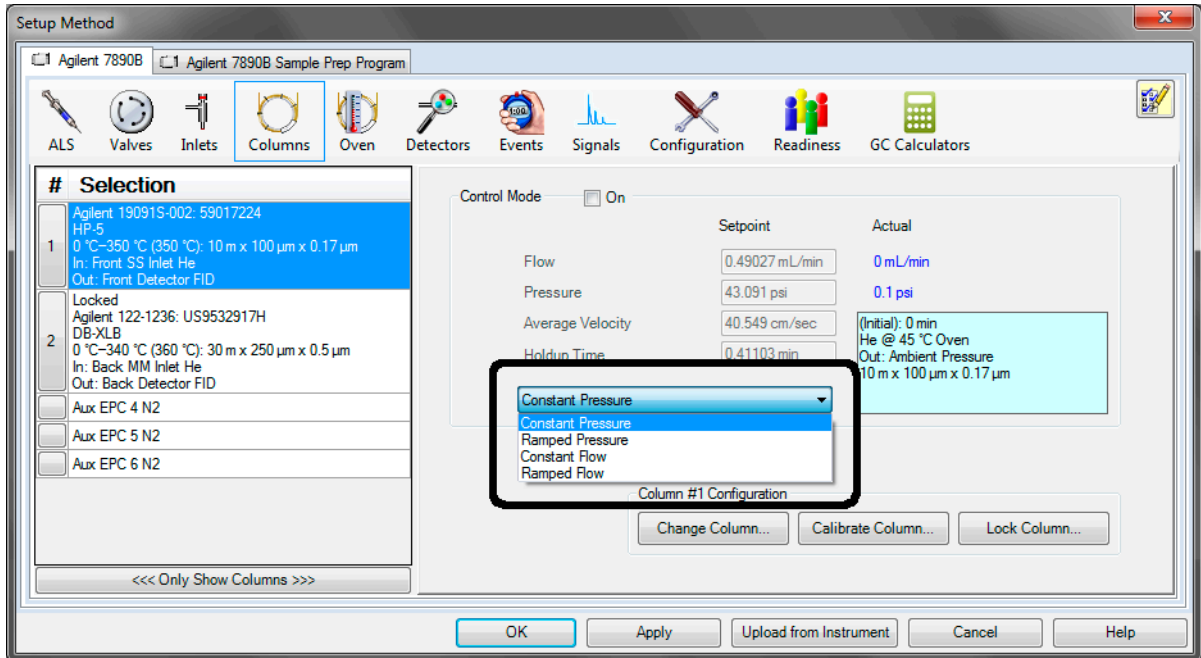 Setup Method
Agilent 7890B
Agilent 7890B Sample Prep Program
ALS
Valves
Inlets
Columns
Oven
Detectors
1:00
Events
Signals
Configuration
Readiness
GC Calculators
# Selection
1
Agilent 19091S-002: 59017224
HP-5
0 °C–350 °C (350 °C): 10 m x 100 µm x 0.17 µm
In: Front SS Inlet He
Out: Front Detector FID
2
Locked
Agilent 122-1236: US9532917H
DB-XLB
0 °C–340 °C (360 °C): 30 m x 250 µm x 0.5 µm
In: Back MM Inlet He
Out: Back Detector FID
Aux EPC 4 N2
Aux EPC 5 N2
Aux EPC 6 N2
<<< Only Show Columns >>>
Control Mode
On
Setpoint
Actual
Flow
0.49027 mL/min
0 mL/min
Pressure
43.091 psi
0.1 psi
Average Velocity
40.549 cm/sec
Holdup Time
0.41103 min
(Initial): 0 min
He @ 45 °C Oven
Out: Ambient Pressure
10 m x 100 µm x 0.17 µm
Constant Pressure
Constant Pressure
Ramped Pressure
Constant Flow
Ramped Flow
Column #1 Configuration
Change Column...
Calibrate Column...
Lock Column...
OK
Apply
Upload from Instrument
Cancel
Help